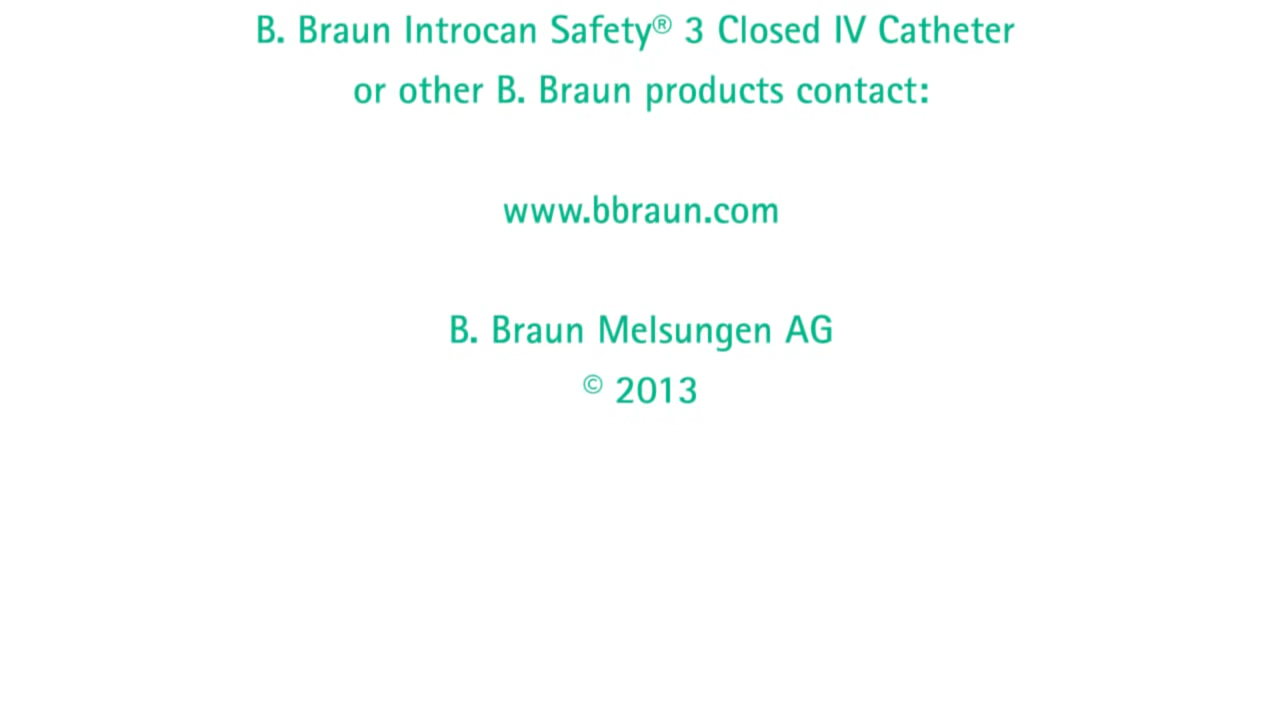 B. Braun Introcan Safety® 3 Closed IV Catheter
or other B. Braun products contact:
www.bbraun.com
B. Braun Melsungen AG
© 2013